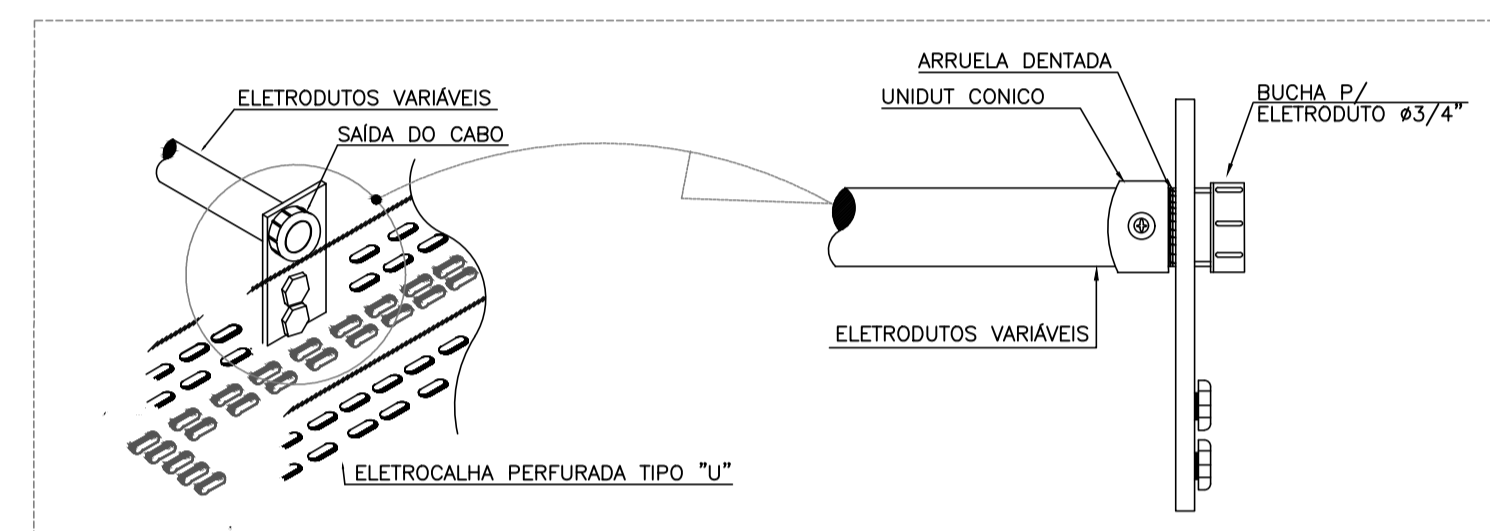 ELETRODUTOS VARIÁVEIS
SAÍDA DO CABO
ELETROCALHA PERFURADA TIPO "U"
ARRUELA DENTADA
UNIDUT CONICO
BUCHA P/
ELETRODUTO ø3/4"
ELETRODUTOS VARIÁVEIS